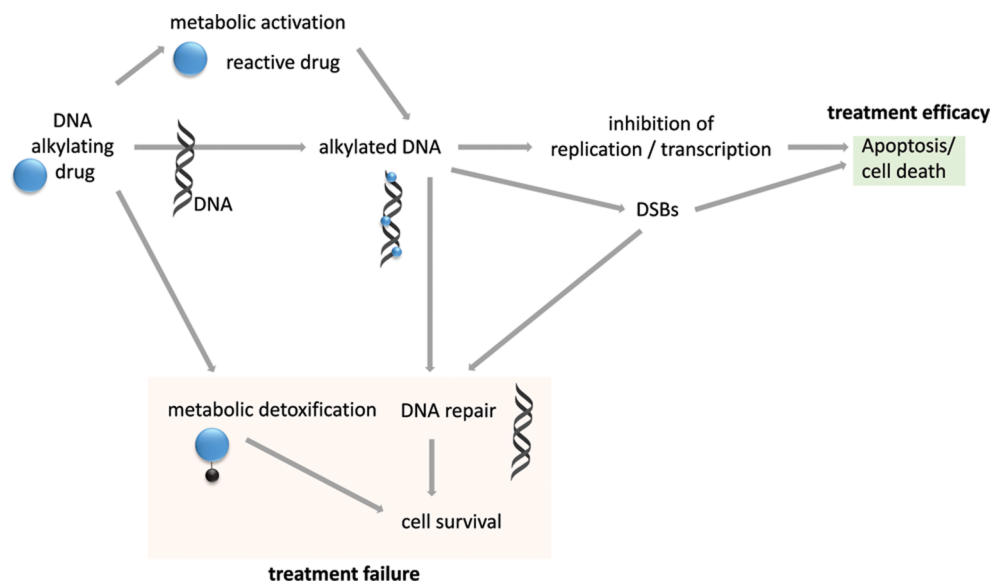 metabolic activation
reactive drug
DNA
alkylating
drug
DNA
alkylated DNA
inhibition of
replication / transcription
treatment efficacy
Apoptosis/
cell death
DSBs
metabolic detoxification
DNA repair
cell survival
treatment failure